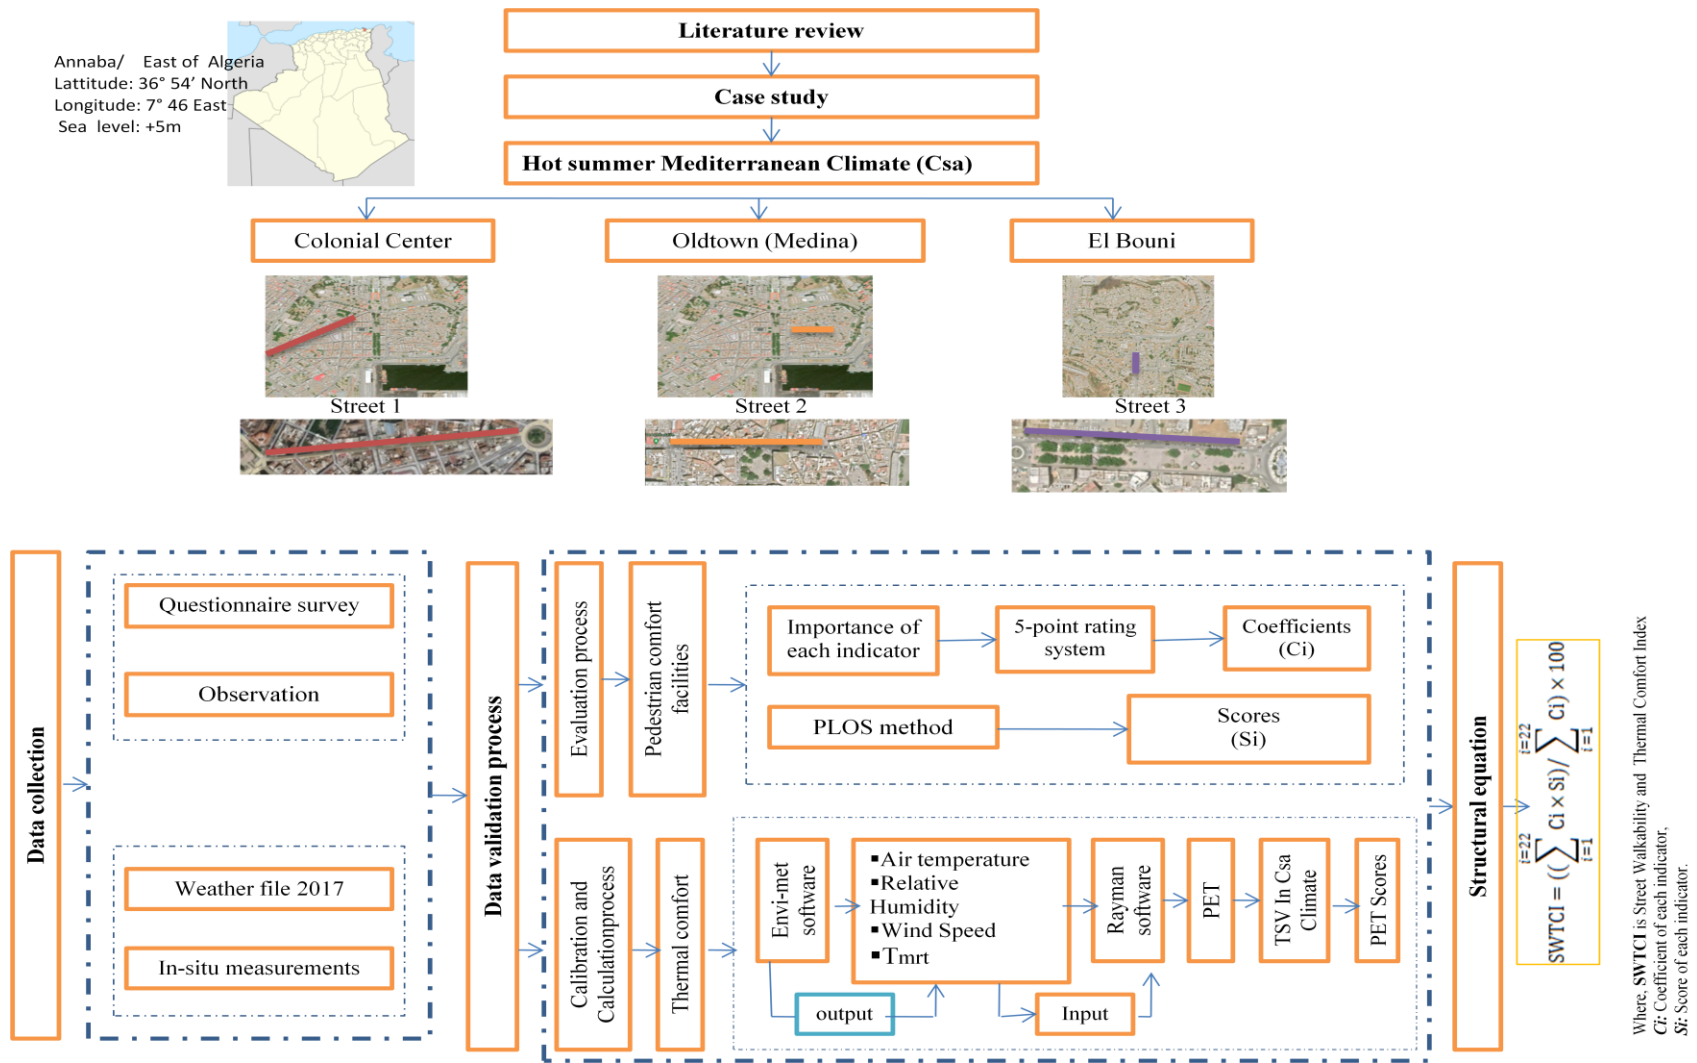 Annaba/ East of Algeria
Lattitude: 36° 54’ North
Longitude: 7° 46 East
Sea level: +5m
Literature review
Case study
Hot summer Mediterranean Climate (Csa)
Colonial Center
Oldtown (Medina)
El Bouni
Street 1
Street 2
Street 3
Data collection
Questionnaire survey
Observation
Weather file 2017
In-situ measurements
Data validation process
Evaluation process
Pedestrian comfort
facilities
Importance of
each indicator
5-point rating
system
Coefficients
(Ci)
PLOS method
Scores
(Si)
Calibration and
Calculationprocess
Thermal comfort
Envi-met
software
▪Air temperature
▪Relative
Humidity
▪Wind Speed
▪Tmrt
output
Input
Rayman
software
PET
TSV In Csa
Climate
PET Scores
Structural equation
SWTCI = ((∑ i=1 i=22 Ci × Si)/ ∑ i=1 i=22 Ci) × 100
Where, SWTCI is Street Walkability and Thermal Comfort Index
Ci: Coefficient of each indicator,
Si: Score of each indicator.